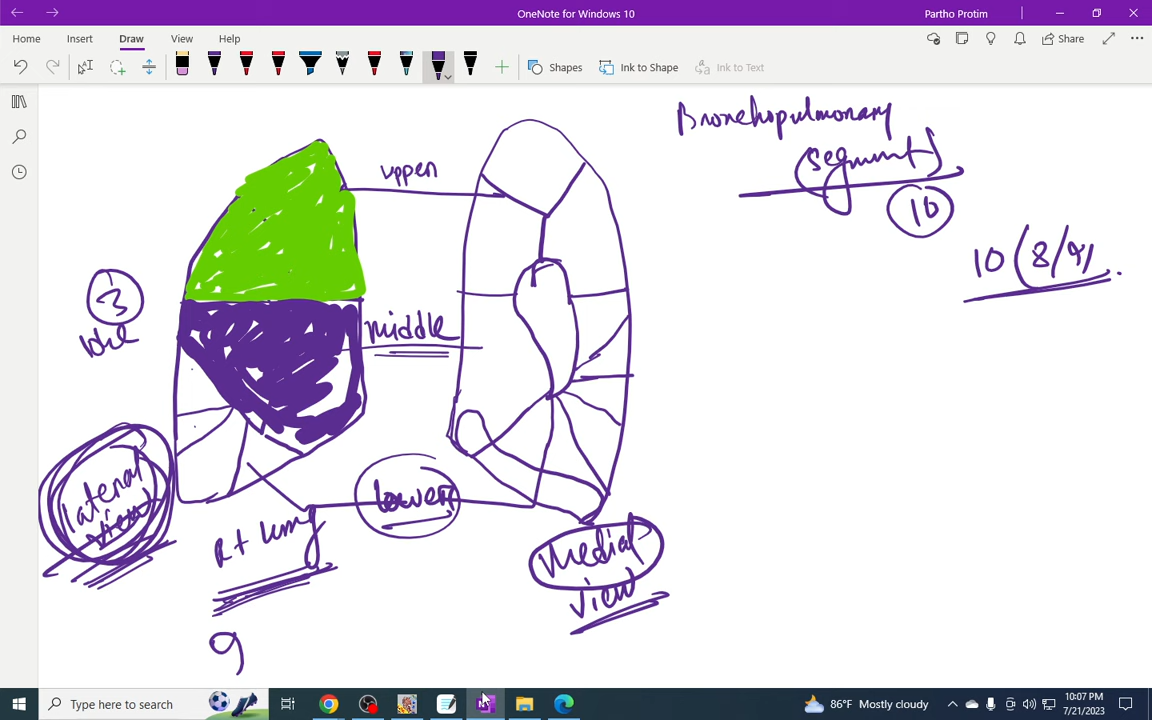 OneNote for Windows 10
Partho Protim
Home Insert Draw View Help
Share
Shapes
Ink to Shape
Ink to Text
Bronchopulmonary
segments
10
10 (8/9)
upper
3
lobe
middle
lateral
view
lower
Rt lung
medial
view
9
Type here to search
86°F Mostly cloudy
10:07 PM
7/21/2023